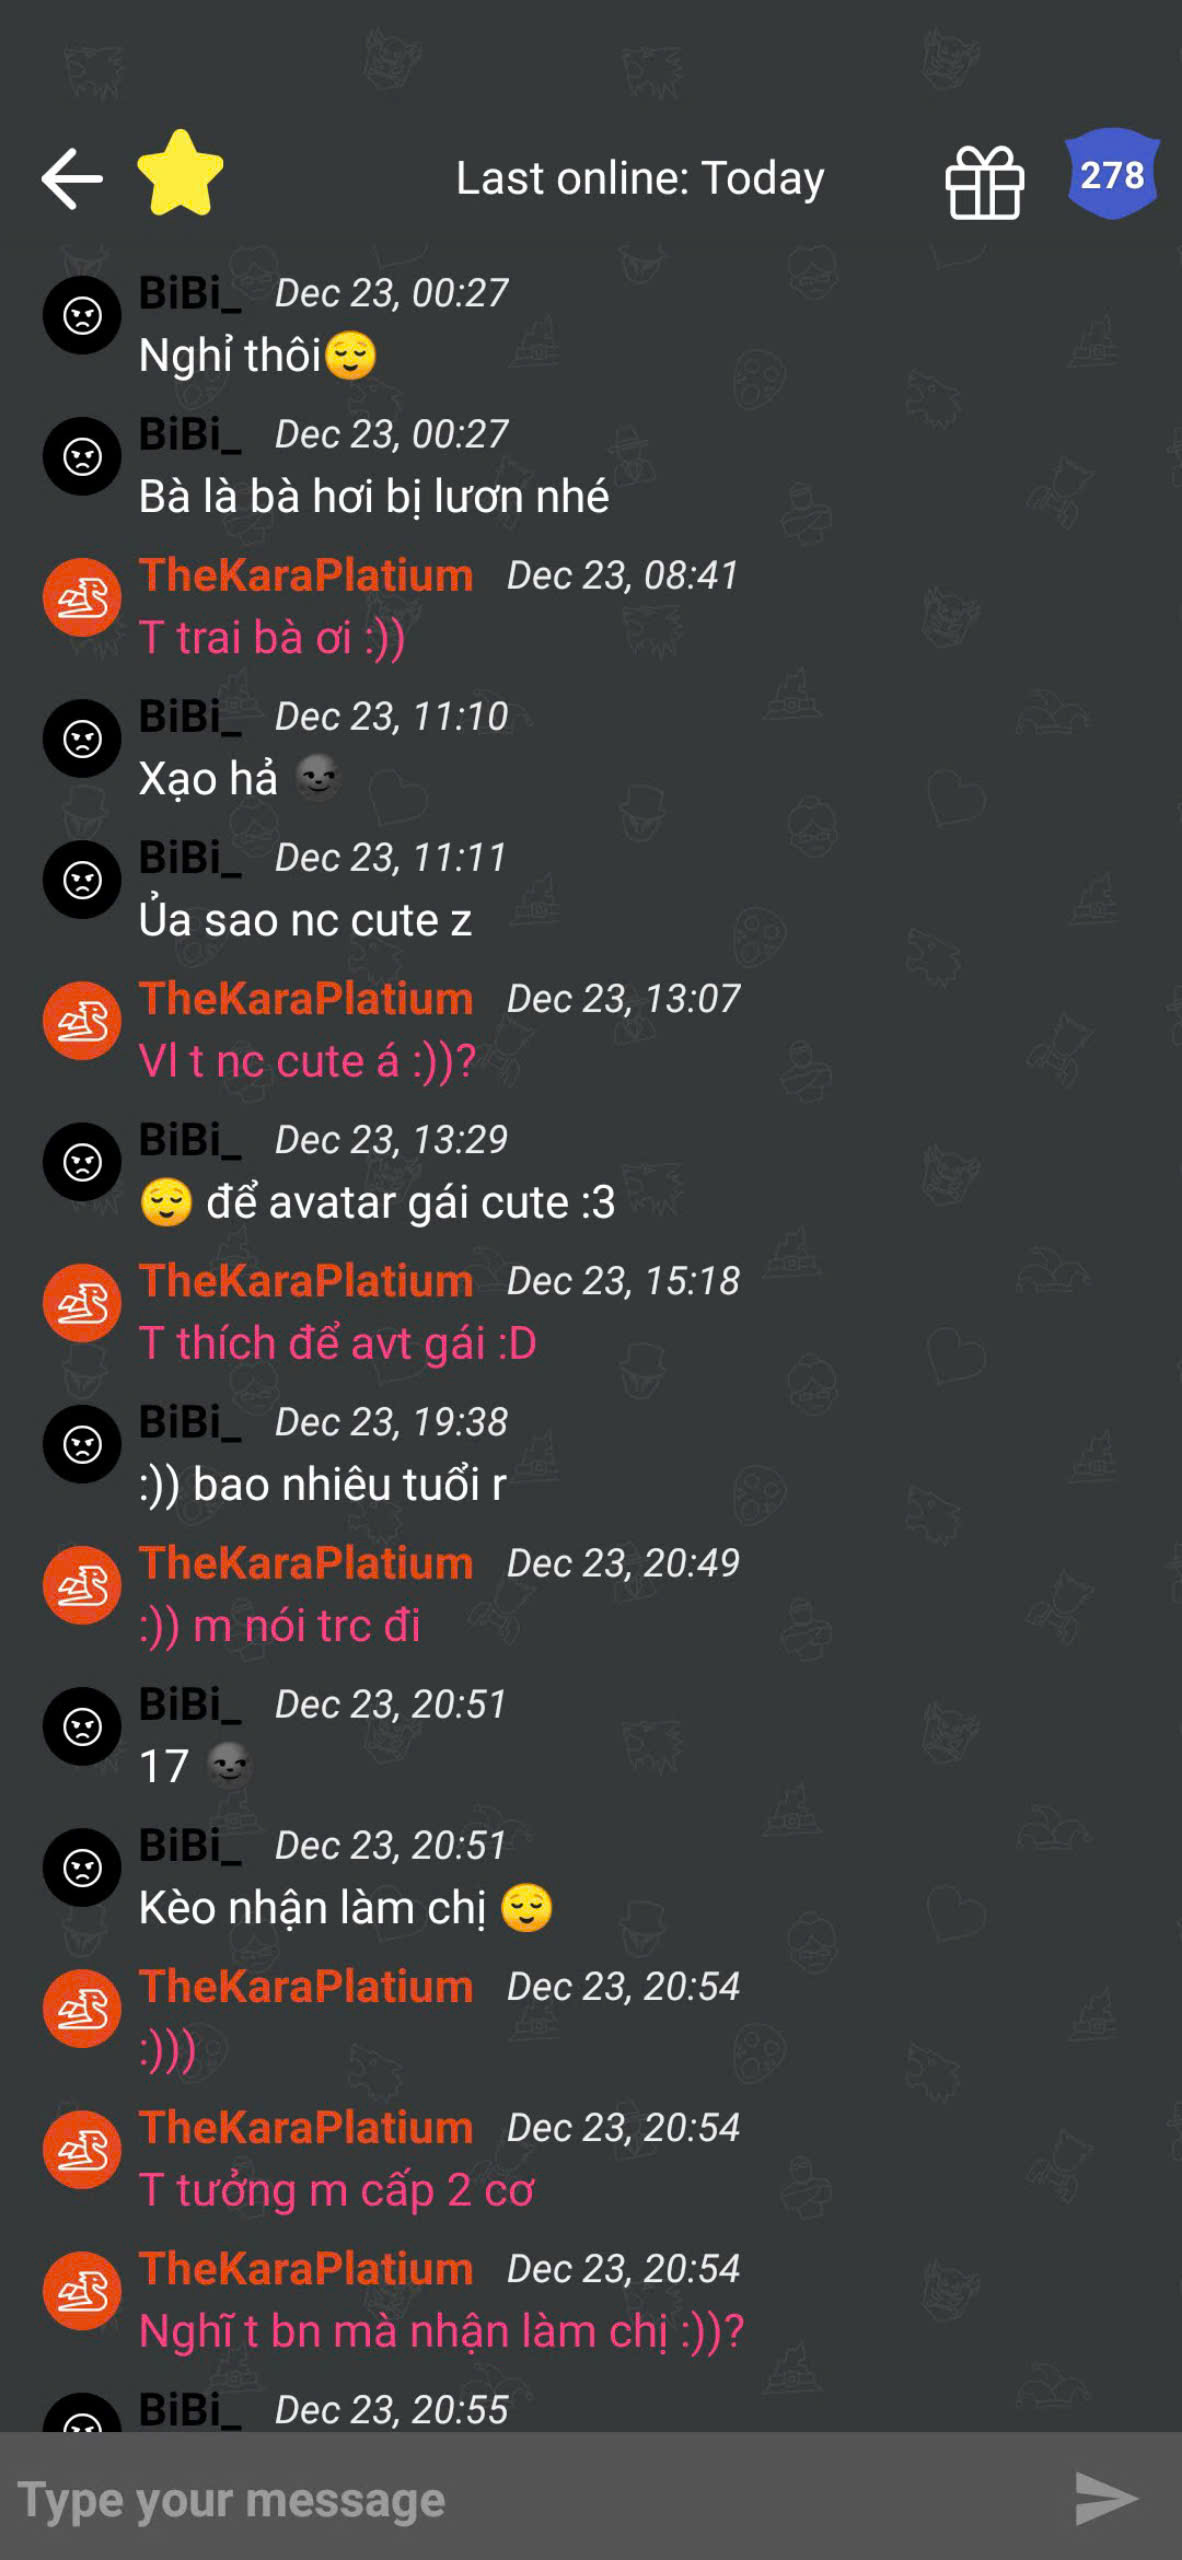 Last online: Today
278
BiBi_ Dec 23, 00:27
Nghỉ thôi😌
BiBi_ Dec 23, 00:27
Bà là bà hơi bị lươn nhé
TheKaraPlatium Dec 23, 08:41
T trai bà ơi :))
BiBi_ Dec 23, 11:10
Xạo hả 🌚
BiBi_ Dec 23, 11:11
Ủa sao nc cute z
TheKaraPlatium Dec 23, 13:07
Vl t nc cute á :))?
BiBi_ Dec 23, 13:29
😌 để avatar gái cute :3
TheKaraPlatium Dec 23, 15:18
T thích để avt gái :D
BiBi_ Dec 23, 19:38
:)) bao nhiêu tuổi r
TheKaraPlatium Dec 23, 20:49
:)) m nói trc đi
BiBi_ Dec 23, 20:51
17 🌚
BiBi_ Dec 23, 20:51
Kèo nhận làm chị 😌
TheKaraPlatium Dec 23, 20:54
:)))
TheKaraPlatium Dec 23, 20:54
T tưởng m cấp 2 cơ
TheKaraPlatium Dec 23, 20:54
Nghĩ t bn mà nhận làm chị :))?
BiBi_ Dec 23, 20:55
Type your message